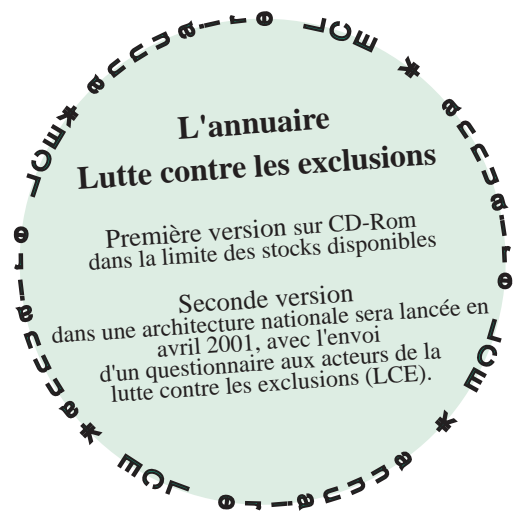 L'annuaire
Lutte contre les exclusions
Première version sur CD-Rom
dans la limite des stocks disponibles
Seconde version
dans une architecture nationale sera lancée en
avril 2001, avec l'envoi
d'un questionnaire aux acteurs de la
lutte contre les exclusions (LCE).
annuaire LCE * annuaire LCE * annuaire LCE * annuaire LCE *